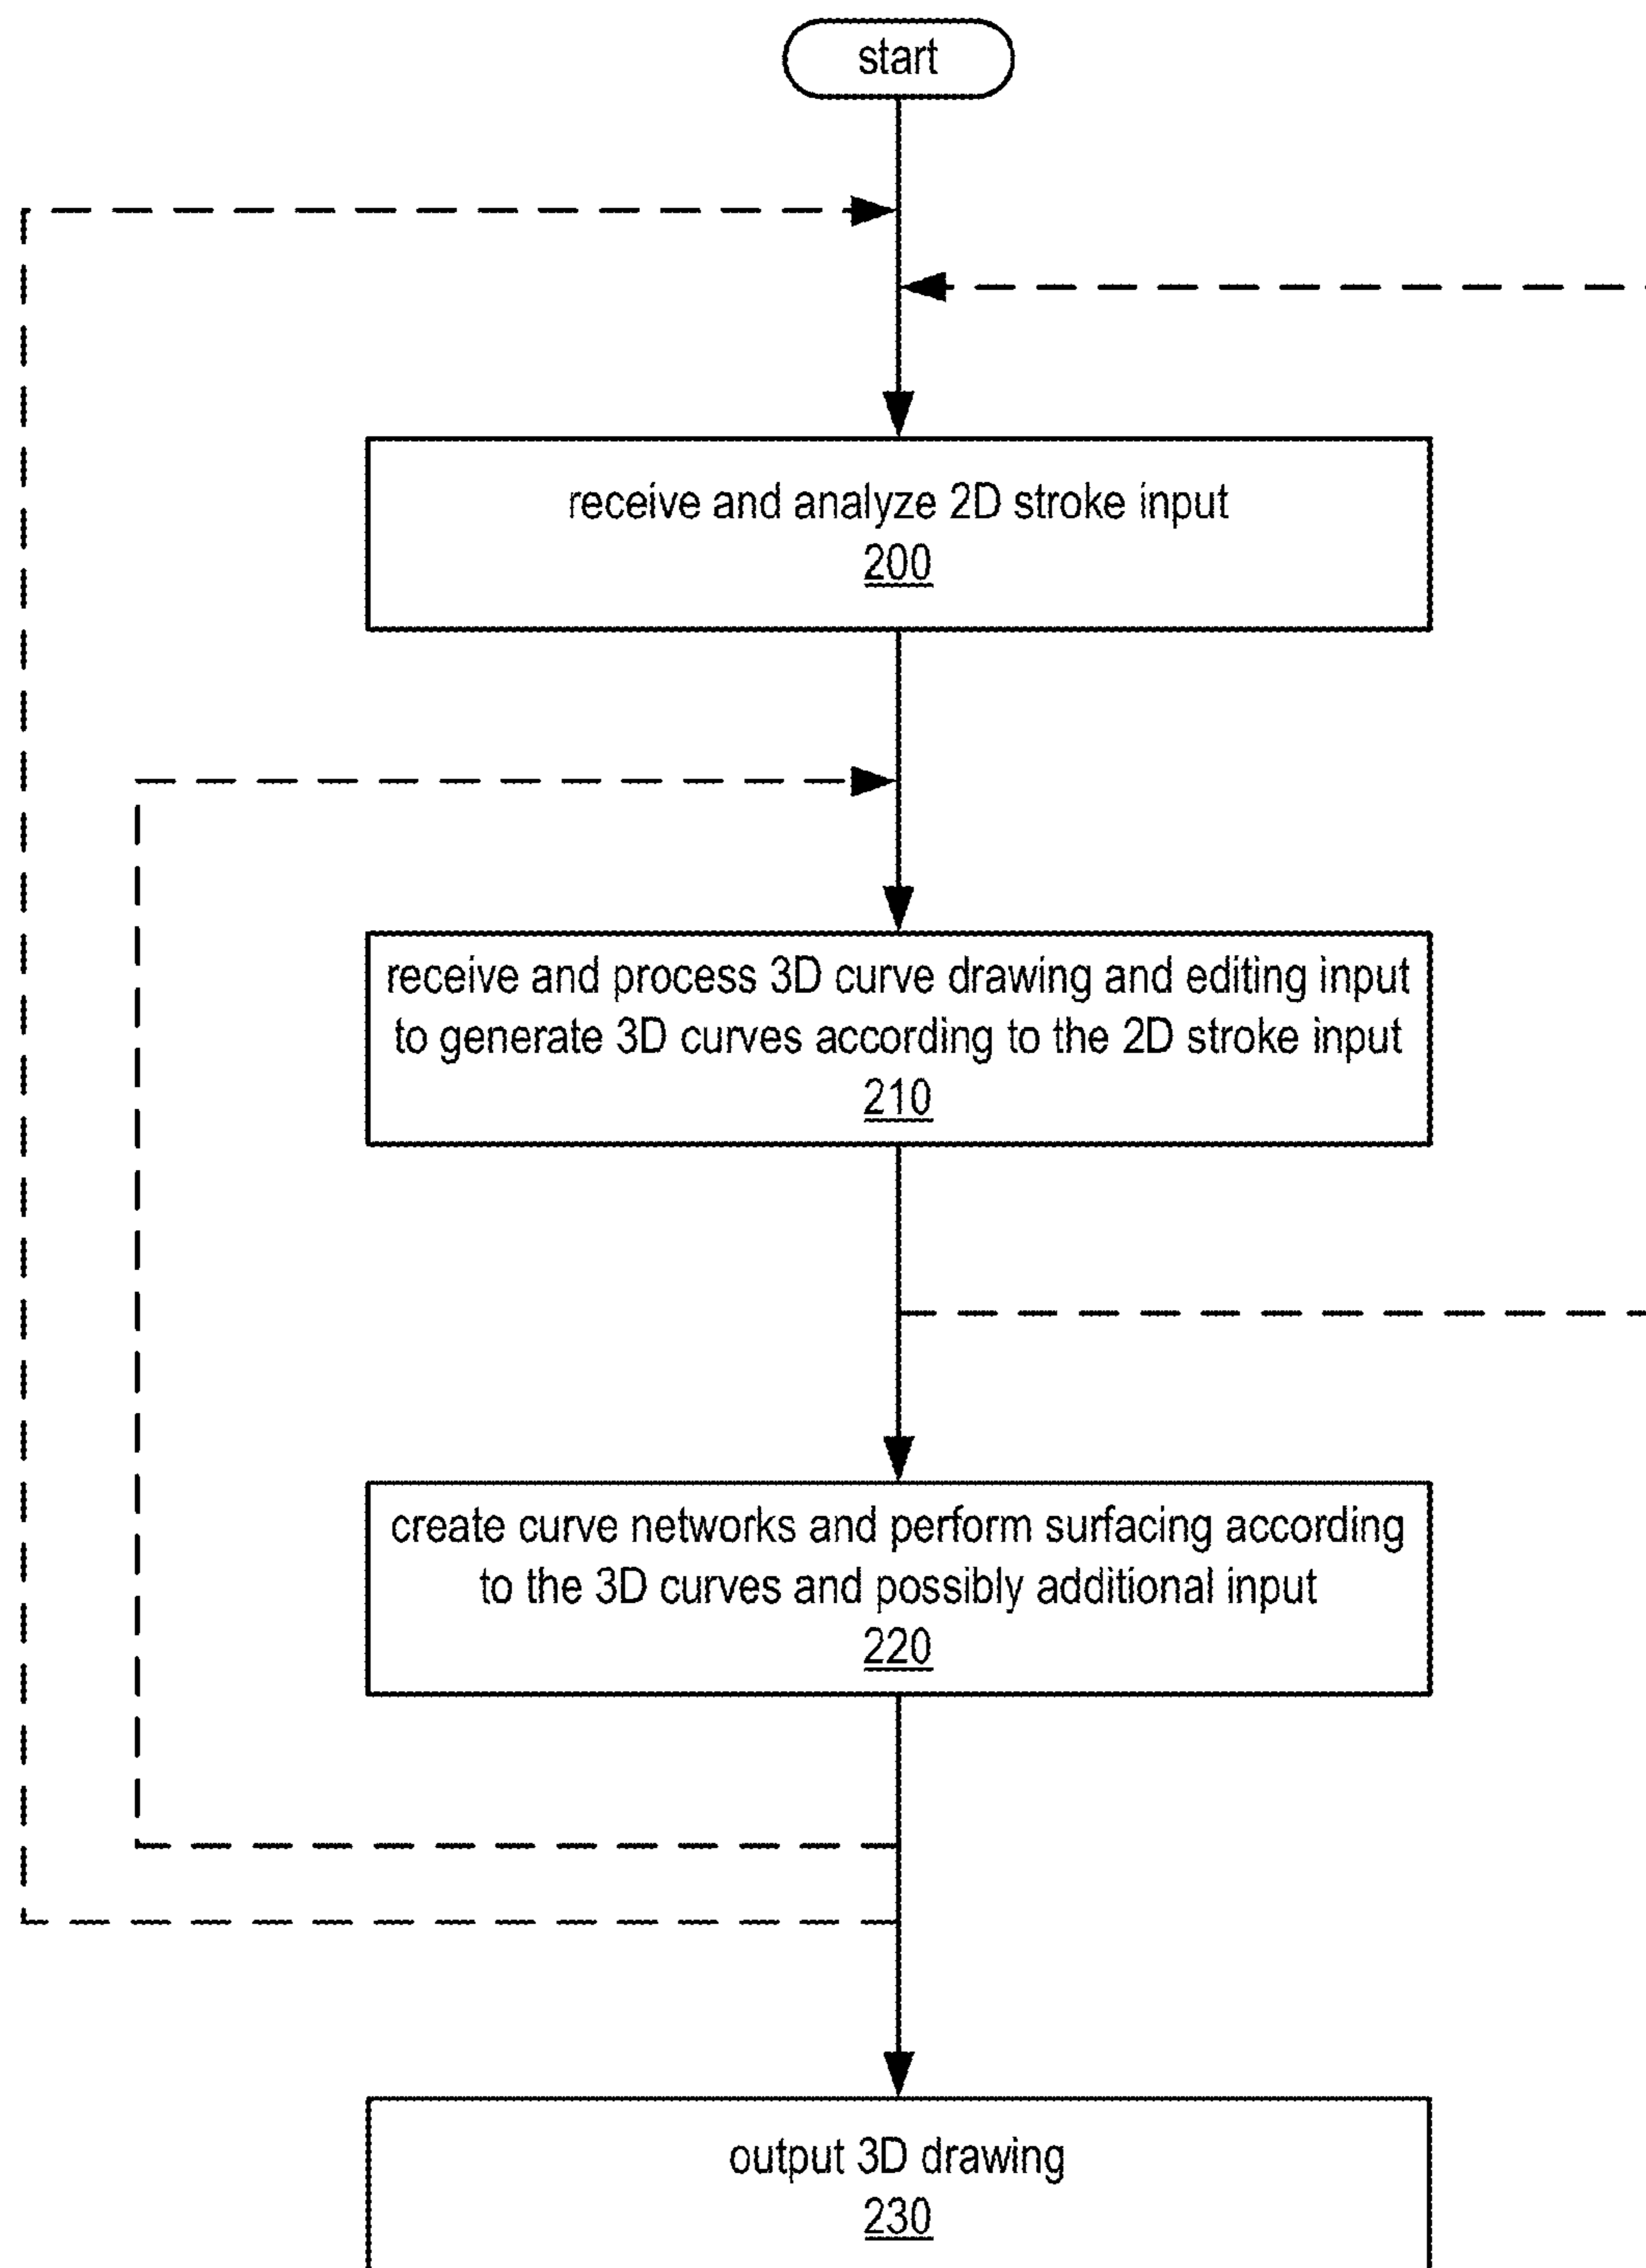 start
receive and analyze 2D stroke input
200
receive and process 3D curve drawing and editing input
to generate 3D curves according to the 2D stroke input
210
create curve networks and perform surfacing according
to the 3D curves and possibly additional input
220
output 3D drawing
230